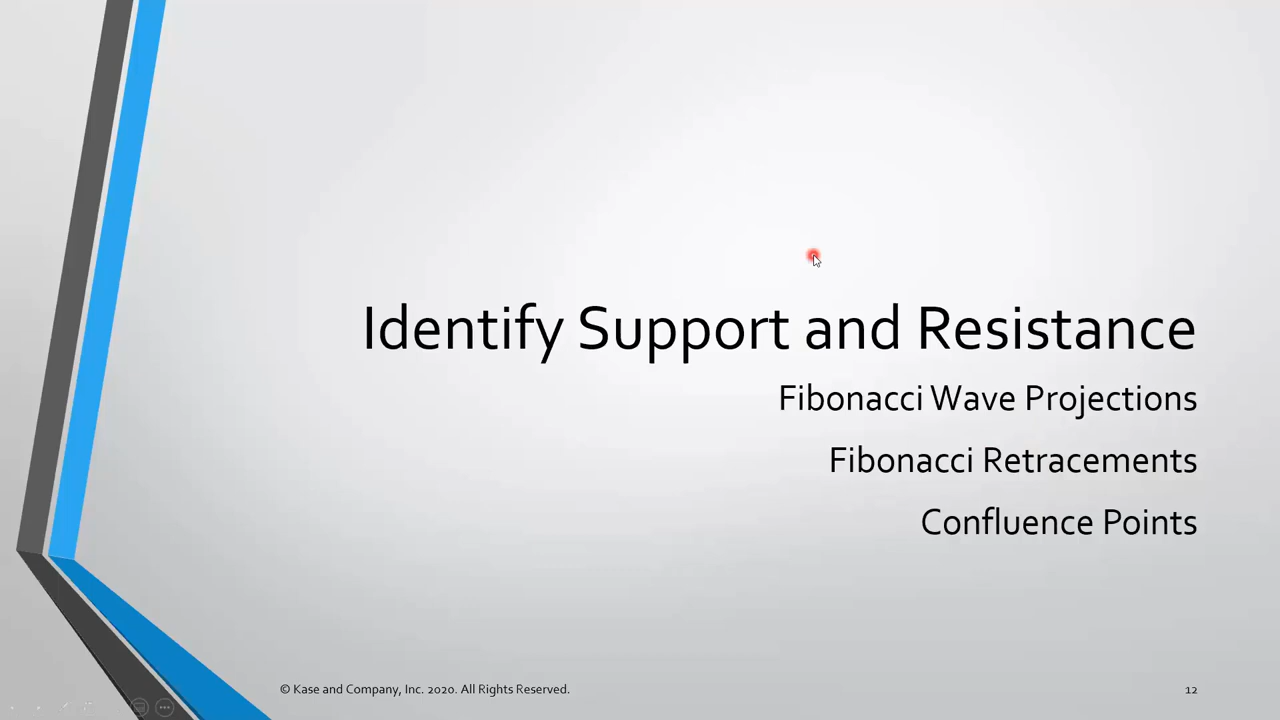 Identify Support and Resistance
Fibonacci Wave Projections
Fibonacci Retracements
Confluence Points
© Kase and Company, Inc. 2020. All Rights Reserved.
12